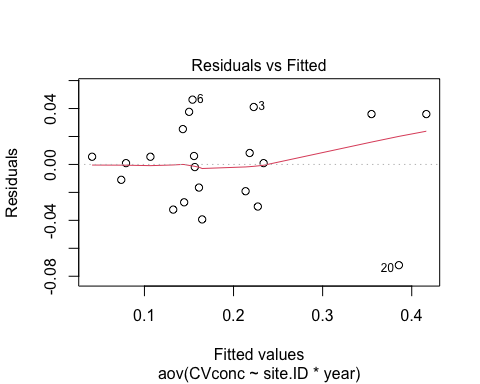 Residuals vs Fitted
Residuals
0.04
0.00
-0.04
-0.08
6
3
20
0.1 0.2 0.3 0.4
Fitted values
aov(CVconc ~ site.ID * year)